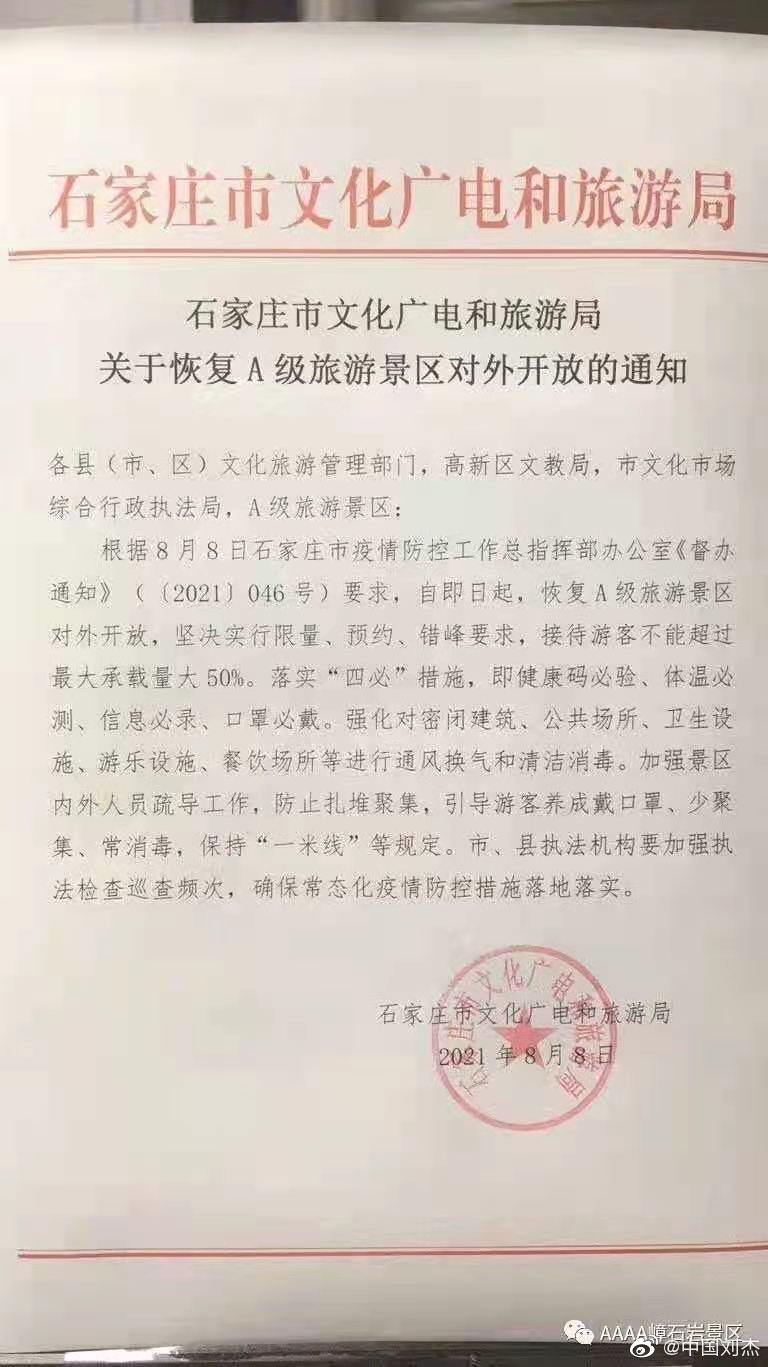 石家庄市文化广电和旅游局
石家庄市文化广电和旅游局
关于恢复A级旅游景区对外开放的通知
各县（市、区）文化旅游管理部门，高新区文教局，市文化市场
综合行政执法局，A级旅游景区：
根据8月8日石家庄市疫情防控工作总指挥部办公室《督办
通知》（〔2021〕046号）要求，自即日起，恢复A级旅游景区
对外开放，坚决实行限量、预约、错峰要求，接待游客不能超过
最大承载量大50%。落实“四必”措施，即健康码必验、体温必
测、信息必录、口罩必戴。强化对密闭建筑、公共场所、卫生设
施、游乐设施、餐饮场所等进行通风换气和清洁消毒。加强景区
内外人员疏导工作，防止扎堆聚集，引导游客养成戴口罩、少聚
集、常消毒，保持“一米线”等规定。市、县执法机构要加强执
法检查巡查频次，确保常态化疫情防控措施落地落实。
石家庄市文化广电和旅游局
石家庄市文化广电和旅游局
2021年8月8日
AAAA嶂石岩景区
@中国刘杰